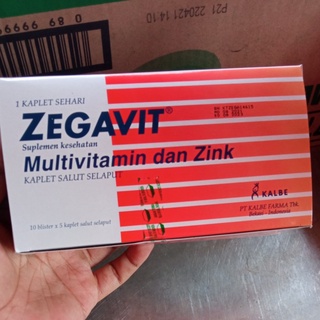 P21 220421 14:10
1 KAPLET SEHARI
ZEGAVIT®
Suplemen kesehatan
Multivitamin dan Zink
KAPLET SALUT SELAPUT
10 blister x 5 kaplet salut selaput
KALBE
PT KALBE FARMA Tbk.
Bekasi - Indonesia